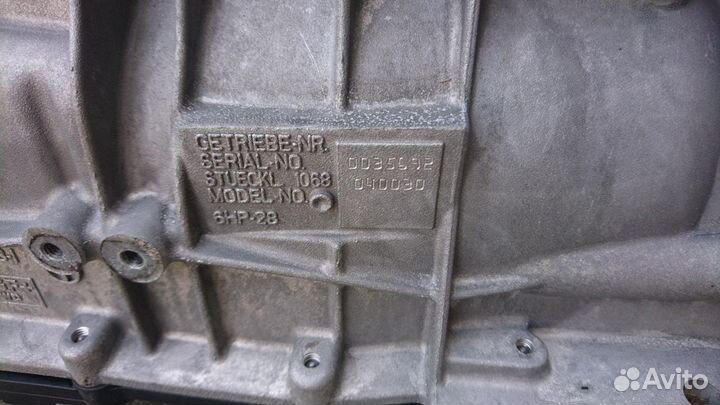 GETRIEBE-NR.
SERIAL-NO.
STUECKL. 1068
MODEL-NO.
6HP-28
0035692
040030
Avito